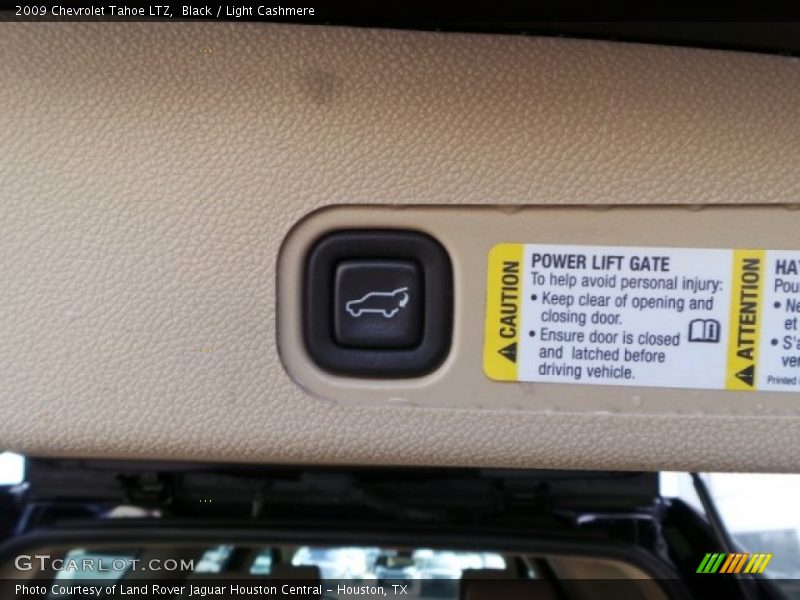 2009 Chevrolet Tahoe LTZ, Black / Light Cashmere
CAUTION
POWER LIFT GATE
To help avoid personal injury:
• Keep clear of opening and
closing door.
• Ensure door is closed
and latched before
driving vehicle.
ATTENTION
GTCARLOT.COM
Photo Courtesy of Land Rover Jaguar Houston Central - Houston, TX